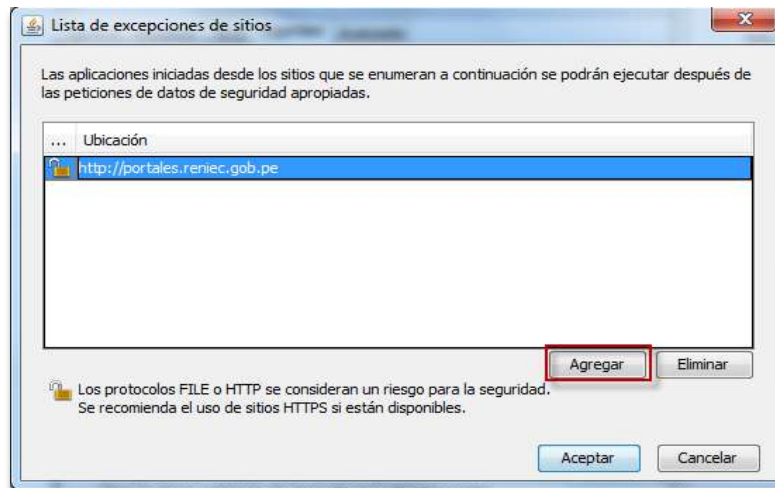 Lista de excepciones de sitios
Las aplicaciones iniciadas desde los sitios que se enumeran a continuación se podrán ejecutar después de
las peticiones de datos de seguridad apropiadas.
... Ubicación
http://portales.reniec.gob.pe
Agregar Eliminar
Los protocolos FILE o HTTP se consideran un riesgo para la seguridad.
Se recomienda el uso de sitios HTTPS si están disponibles.
Aceptar Cancelar